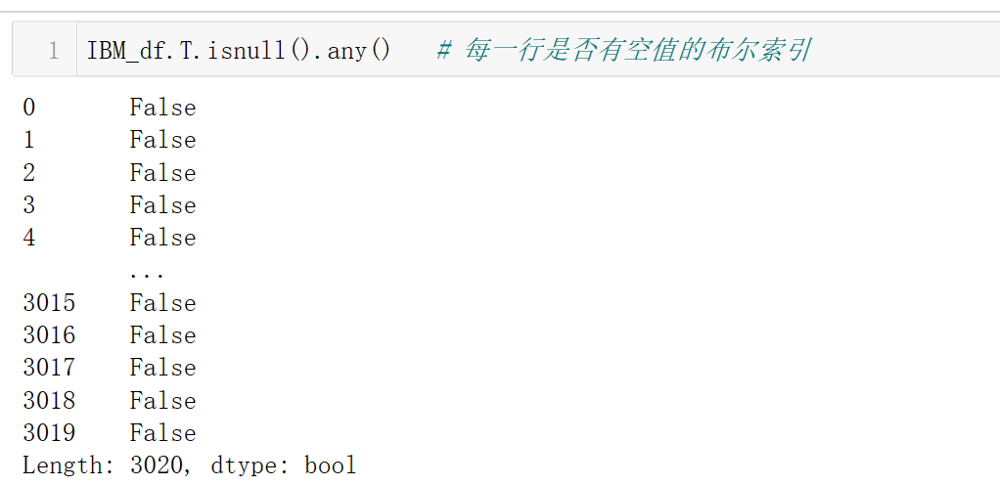 1 IBM_df.T.isnull().any() # 每一行是否有空值的布尔索引
0 False
1 False
2 False
3 False
4 False
...
3015 False
3016 False
3017 False
3018 False
3019 False
Length: 3020, dtype: bool